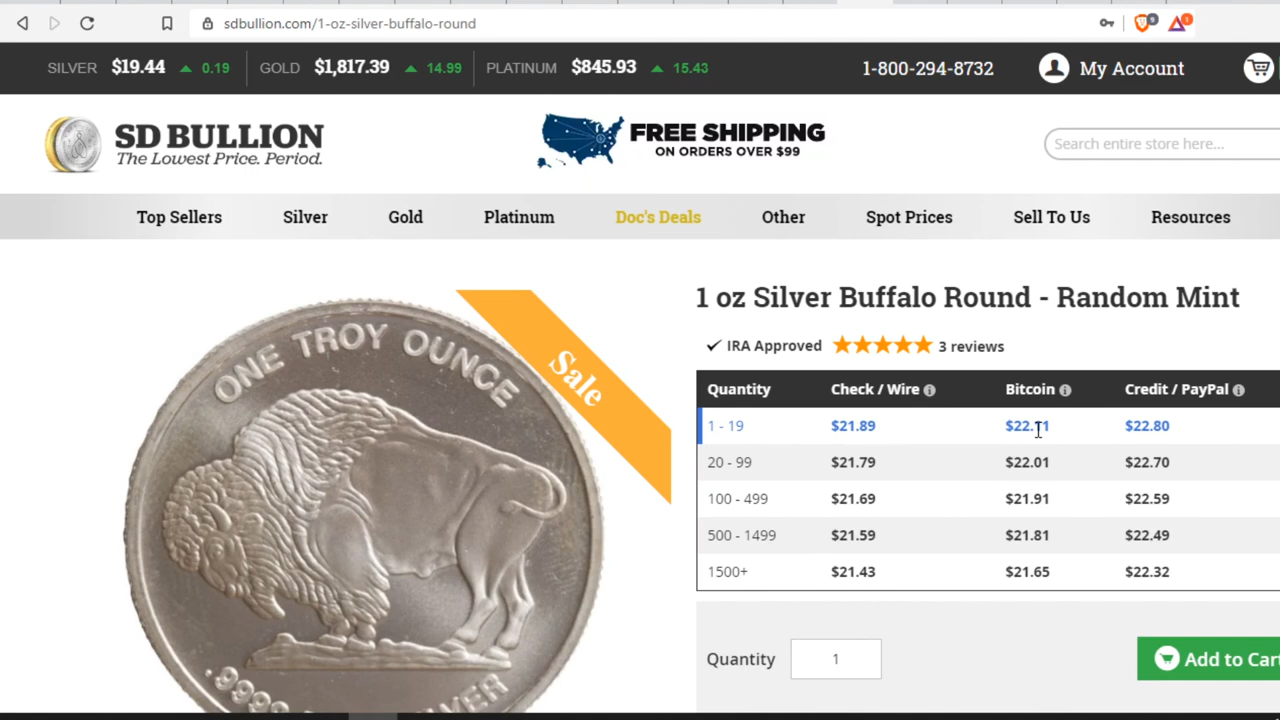 sdbullion.com/1-oz-silver-buffalo-round
SILVER $19.44 0.19 GOLD $1,817.39 14.99 PLATINUM $845.93 15.43 1-800-294-8732 My Account
SD BULLION
The Lowest Price. Period.
FREE SHIPPING
ON ORDERS OVER $99
Search entire store here...
Top Sellers Silver Gold Platinum Doc's Deals Other Spot Prices Sell To Us Resources
1 oz Silver Buffalo Round - Random Mint
IRA Approved 3 reviews
Sale
ONE TROY OUNCE
Quantity Check / Wire Bitcoin Credit / PayPal
1 - 19 $21.89 $22.11 $22.80
20 - 99 $21.79 $22.01 $22.70
100 - 499 $21.69 $21.91 $22.59
500 - 1499 $21.59 $21.81 $22.49
1500+ $21.43 $21.65 $22.32
Quantity 1 Add to Cart
.9999